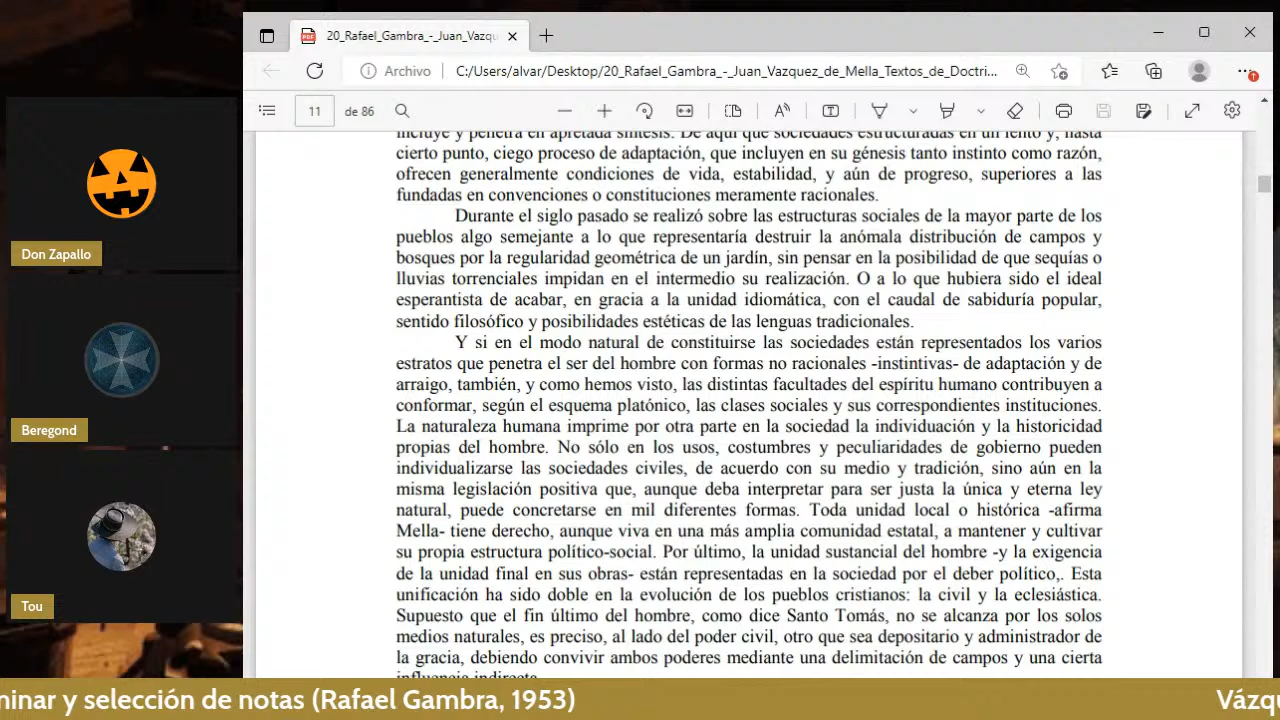 20_Rafael_Gambra_-_Juan_Vazqu
Archivo
C:/Users/alvar/Desktop/20_Rafael_Gambra_-_Juan_Vazquez_de_Mella_Textos_de_Doctri...
11 de 86
incluye y penetra en apretada síntesis. De aquí que sociedades estructuradas en un lento y, hasta
cierto punto, ciego proceso de adaptación, que incluyen en su génesis tanto instinto como razón,
ofrecen generalmente condiciones de vida, estabilidad, y aún de progreso, superiores a las
fundadas en convenciones o constituciones meramente racionales.
Durante el siglo pasado se realizó sobre las estructuras sociales de la mayor parte de los
pueblos algo semejante a lo que representaría destruir la anómala distribución de campos y
bosques por la regularidad geométrica de un jardín, sin pensar en la posibilidad de que sequías o
lluvias torrenciales impidan en el intermedio su realización. O a lo que hubiera sido el ideal
esperantista de acabar, en gracia a la unidad idiomática, con el caudal de sabiduría popular,
sentido filosófico y posibilidades estéticas de las lenguas tradicionales.
Y si en el modo natural de constituirse las sociedades están representados los varios
estratos que penetra el ser del hombre con formas no racionales -instintivas- de adaptación y de
arraigo, también, y como hemos visto, las distintas facultades del espíritu humano contribuyen a
conformar, según el esquema platónico, las clases sociales y sus correspondientes instituciones.
La naturaleza humana imprime por otra parte en la sociedad la individuación y la historicidad
propias del hombre. No sólo en los usos, costumbres y peculiaridades de gobierno pueden
individualizarse las sociedades civiles, de acuerdo con su medio y tradición, sino aún en la
misma legislación positiva que, aunque deba interpretar para ser justa la única y eterna ley
natural, puede concretarse en mil diferentes formas. Toda unidad local o histórica -afirma
Mella- tiene derecho, aunque viva en una más amplia comunidad estatal, a mantener y cultivar
su propia estructura político-social. Por último, la unidad sustancial del hombre -y la exigencia
de la unidad final en sus obras- están representadas en la sociedad por el deber político,. Esta
unificación ha sido doble en la evolución de los pueblos cristianos: la civil y la eclesiástica.
Supuesto que el fin último del hombre, como dice Santo Tomás, no se alcanza por los solos
medios naturales, es preciso, al lado del poder civil, otro que sea depositario y administrador de
la gracia, debiendo convivir ambos poderes mediante una delimitación de campos y una cierta
influencia indirecta.
Don Zapallo
Beregond
Tou
minar y selección de notas (Rafael Gambra, 1953)
Vázqu